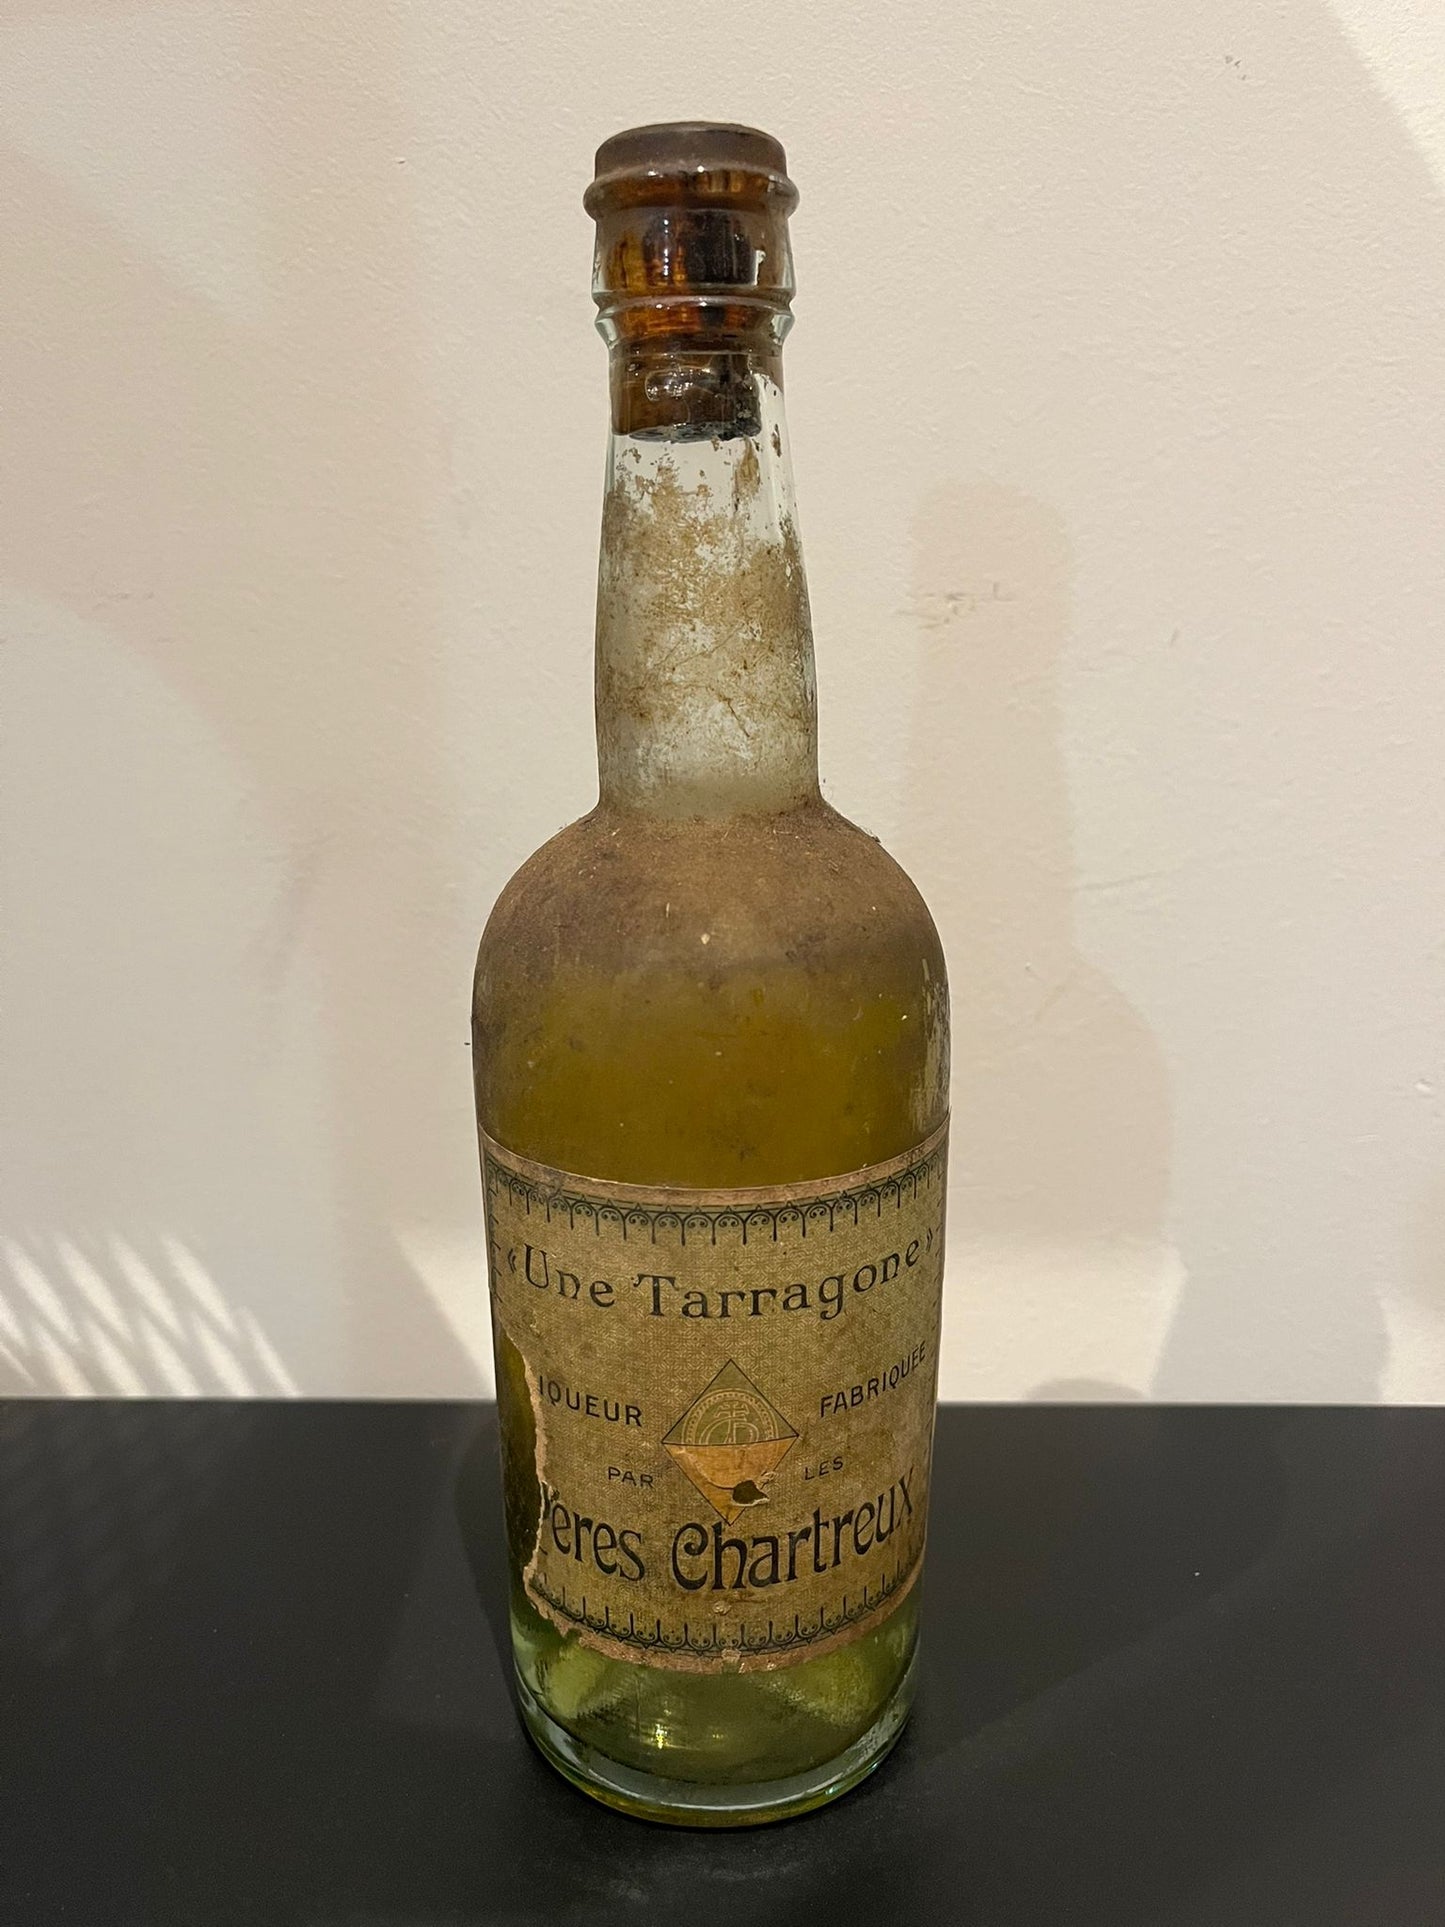 «Une Tarragone»
IQUEUR FABRIQUÉE
PAR LES
ères Chartreux